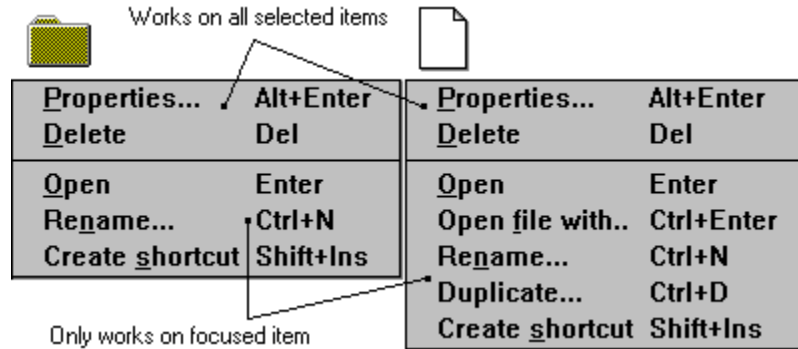 Works on all selected items
Properties... Alt+Enter
Delete Del
Open Enter
Rename... Ctrl+N
Create shortcut Shift+Ins
Properties... Alt+Enter
Delete Del
Open Enter
Open file with.. Ctrl+Enter
Rename... Ctrl+N
Duplicate... Ctrl+D
Create shortcut Shift+Ins
Only works on focused item